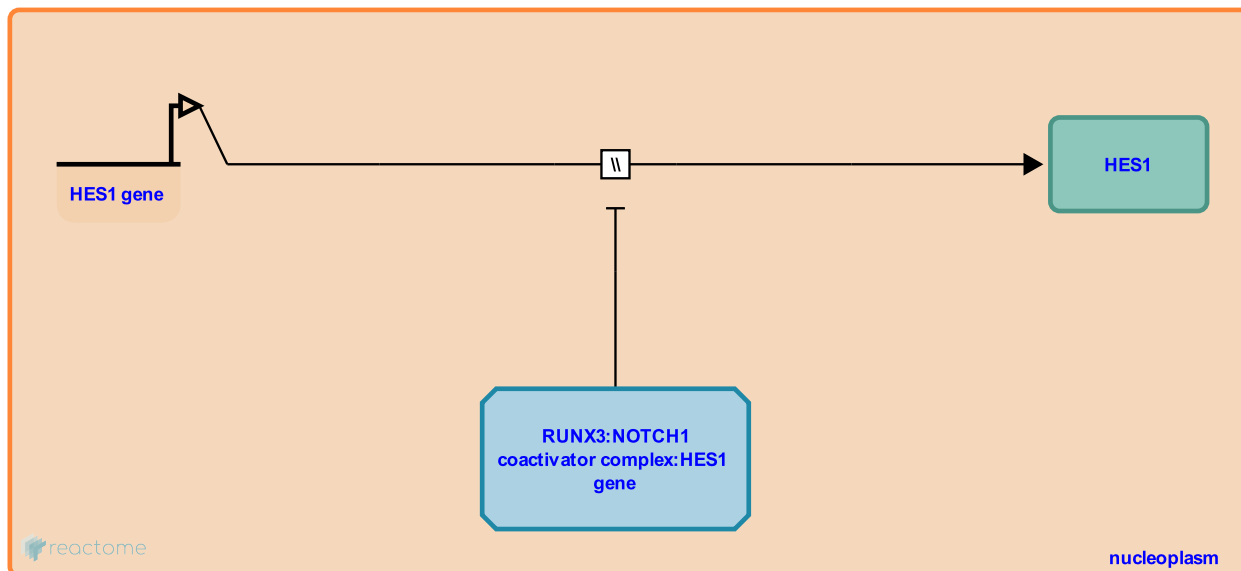 HES1 gene
\\
HES1
RUNX3:NOTCH1
coactivator complex:HES1
gene
reactome
nucleoplasm